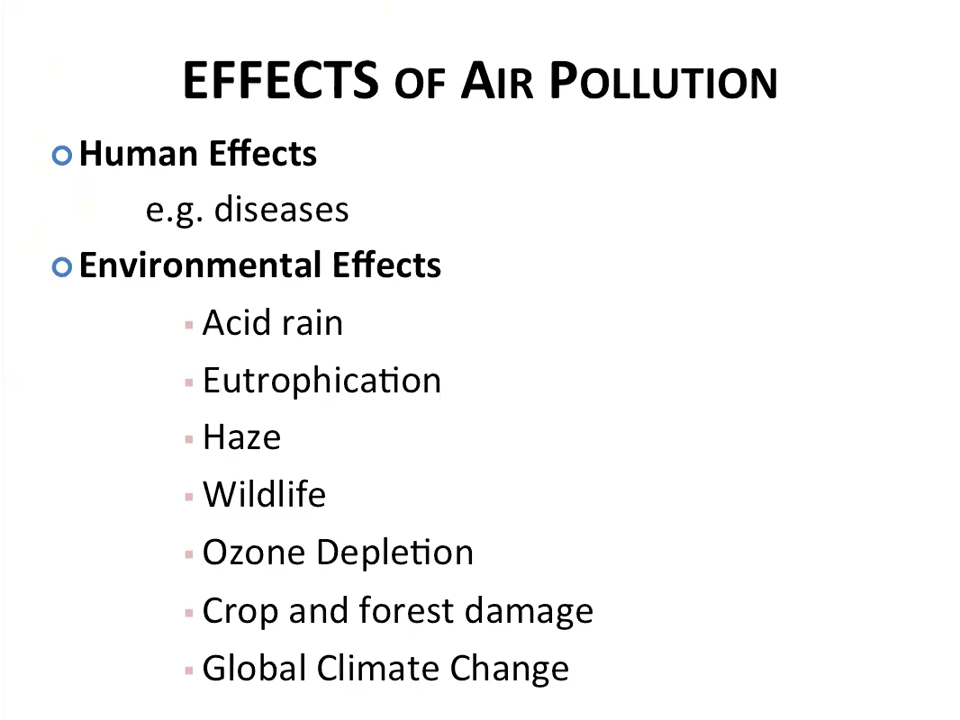 EFFECTS OF AIR POLLUTION
Human Effects
e.g. diseases
Environmental Effects
Acid rain
Eutrophication
Haze
Wildlife
Ozone Depletion
Crop and forest damage
Global Climate Change